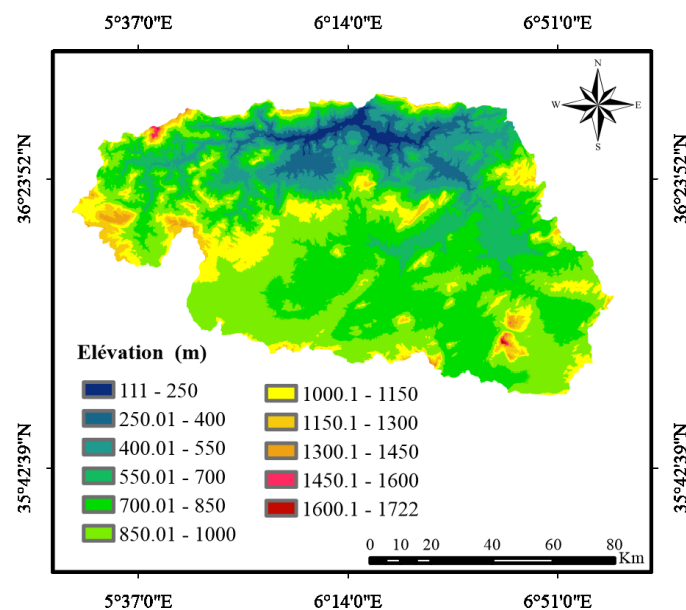 5°37'0"E 6°14'0"E 6°51'0"E
N
W E
S
36°23'52"N 36°23'52"N
Elévation (m)
111 - 250
250.01 - 400
400.01 - 550
550.01 - 700
700.01 - 850
850.01 - 1000
1000.1 - 1150
1150.1 - 1300
1300.1 - 1450
1450.1 - 1600
1600.1 - 1722
35°42'39"N 35°42'39"N
0 10 20 40 60 80
Km
5°37'0"E 6°14'0"E 6°51'0"E